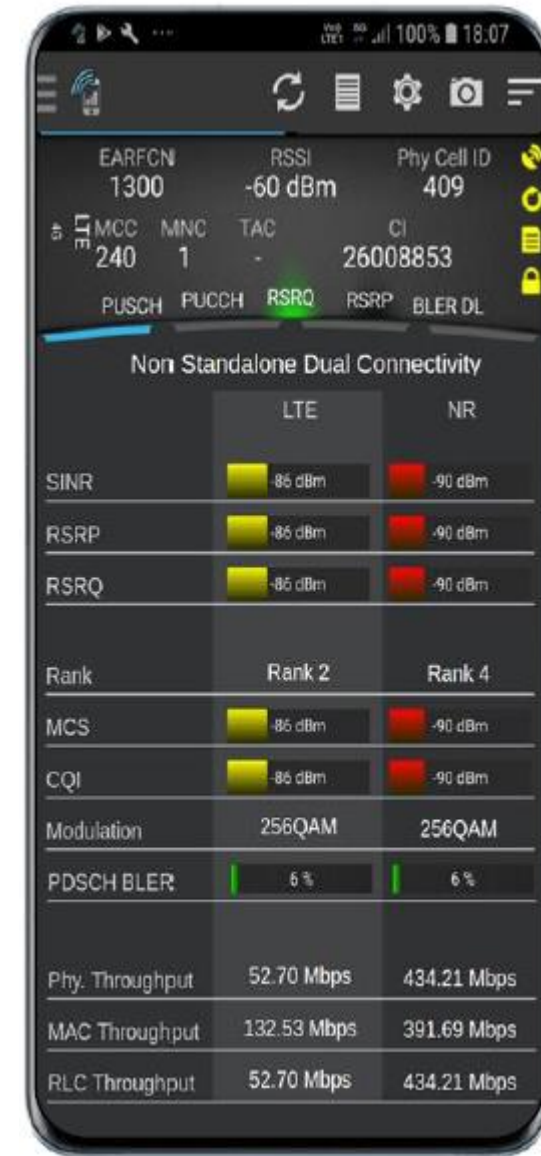 VoO LTE1 5G 100% 18:07
EARFCN RSSI Phy Cell ID
1300 -60 dBm 409
4G LTE MCC MNC TAC CI
240 1 - 26008853
PUSCH PUCCH RSRQ RSRP BLER DL
Non Standalone Dual Connectivity
LTE NR
SINR -86 dBm -90 dBm
RSRP -86 dBm -90 dBm
RSRQ -86 dBm -90 dBm
Rank Rank 2 Rank 4
MCS -86 dBm -90 dBm
CQI -86 dBm -90 dBm
Modulation 256QAM 256QAM
PDSCH BLER 6 % 6 %
Phy. Throughput 52.70 Mbps 434.21 Mbps
MAC Throughput 132.53 Mbps 391.69 Mbps
RLC Throughput 52.70 Mbps 434.21 Mbps